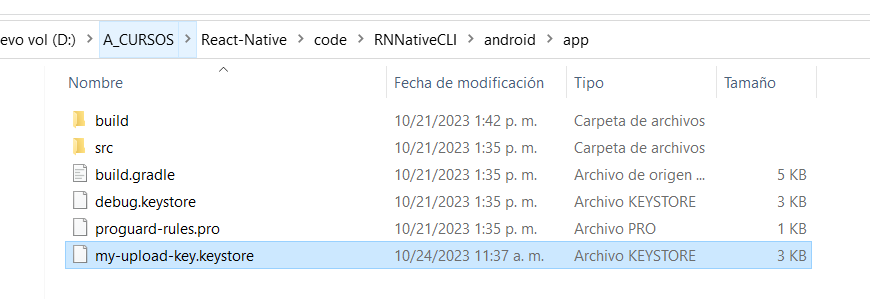 evo vol (D:) > A_CURSOS > React-Native > code > RNNativeCLI > android > app
Nombre Fecha de modificación Tipo Tamaño
build 10/21/2023 1:42 p. m. Carpeta de archivos
src 10/21/2023 1:35 p. m. Carpeta de archivos
build.gradle 10/21/2023 1:35 p. m. Archivo de origen ... 5 KB
debug.keystore 10/21/2023 1:35 p. m. Archivo KEYSTORE 3 KB
proguard-rules.pro 10/21/2023 1:35 p. m. Archivo PRO 1 KB
my-upload-key.keystore 10/24/2023 11:37 a. m. Archivo KEYSTORE 3 KB